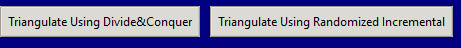 Triangulate Using Divide&Conquer
Triangulate Using Randomized Incremental